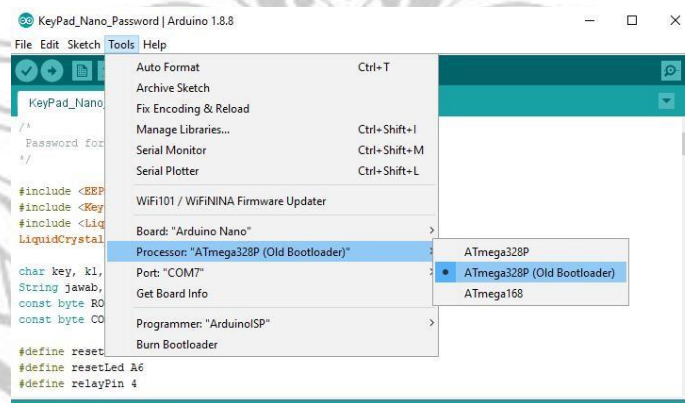 KeyPad_Nano_Password | Arduino 1.8.8
File Edit Sketch Tools Help
KeyPad_Nano
Auto Format Ctrl+T
Archive Sketch
Fix Encoding & Reload
Manage Libraries... Ctrl+Shift+I
Serial Monitor Ctrl+Shift+M
Serial Plotter Ctrl+Shift+L
WiFi101 / WiFiNINA Firmware Updater
Board: "Arduino Nano"
Processor: "ATmega328P (Old Bootloader)"
Port: "COM7"
Get Board Info
Programmer: "ArduinoISP"
Burn Bootloader
ATmega328P
ATmega328P (Old Bootloader)
ATmega168
/*
Password for
*/
#include <EEP
#include <Key
#include <Liq
LiquidCrystal
char key, k1,
String jawab,
const byte RO
const byte CO
#define reset
#define resetLed A6
#define relayPin 4